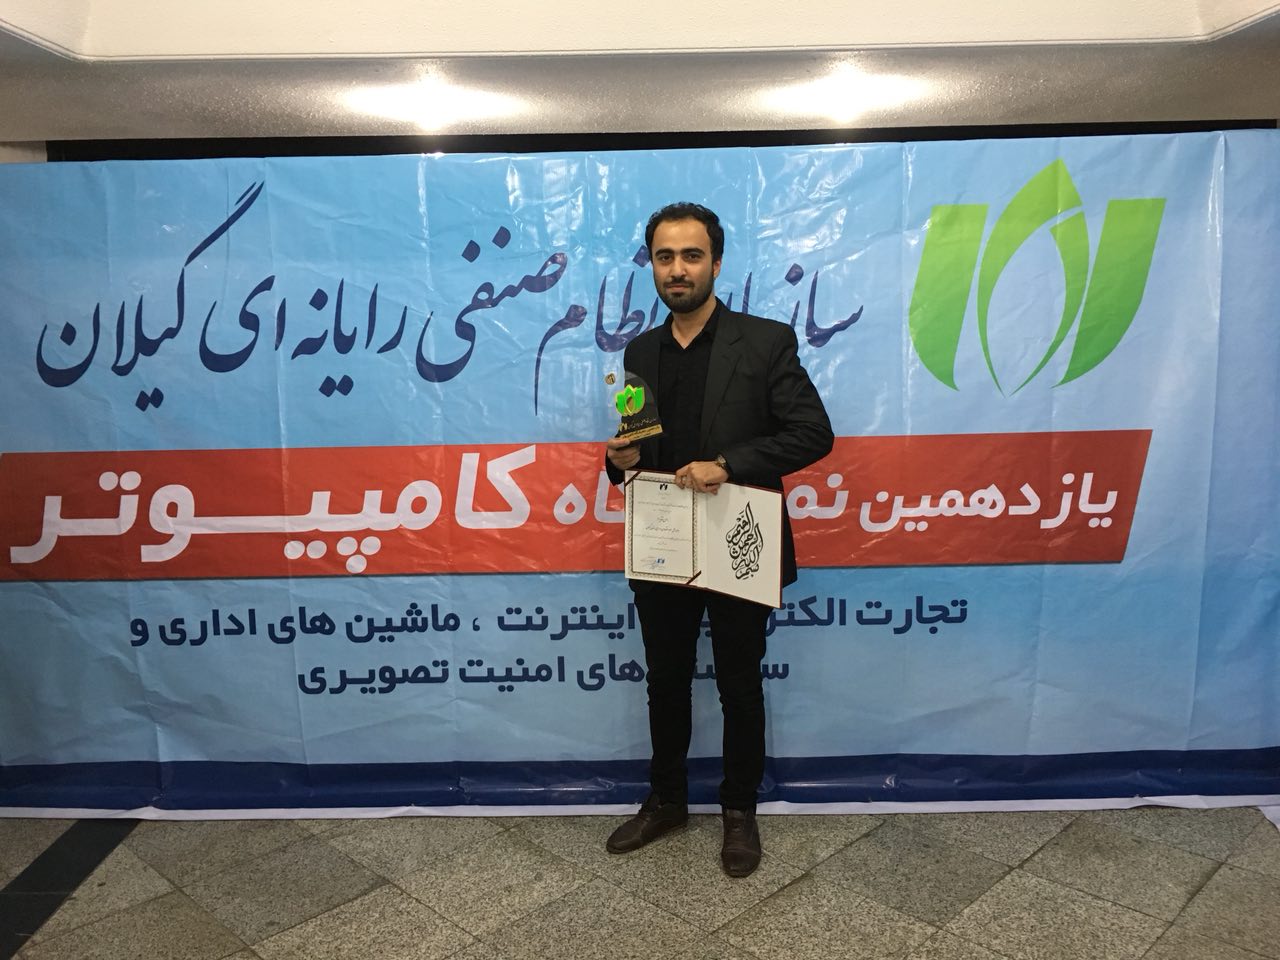 سازمان نظام صنفی رایانه ای گیلان
یازدهمین نمایشگاه کامپیوتر
تجارت الکترونیک، اینترنت ، ماشین های اداری و
سیستم های امنیت تصویری